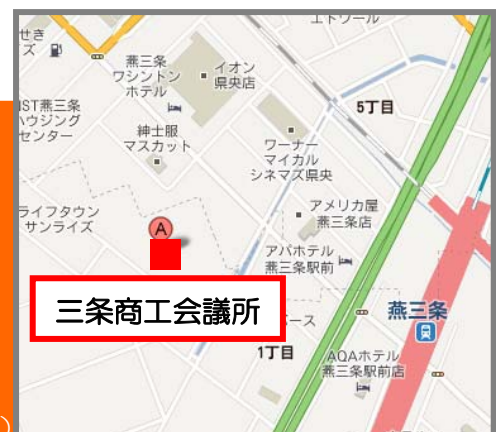 エトワール
せき
ズ
燕三条
ワシントン
ホテル
イオン
県央店
5丁目
IST燕三条
ハウジング
センター
紳士服
マスカット
ワーナー
マイカル
シネマズ県央
ライフタウン
サンライズ
A
アメリカ屋
燕三条店
アパホテル
燕三条駅前
三条商工会議所
ース
燕三条
1丁目
AQAホテル
燕三条駅前店
)